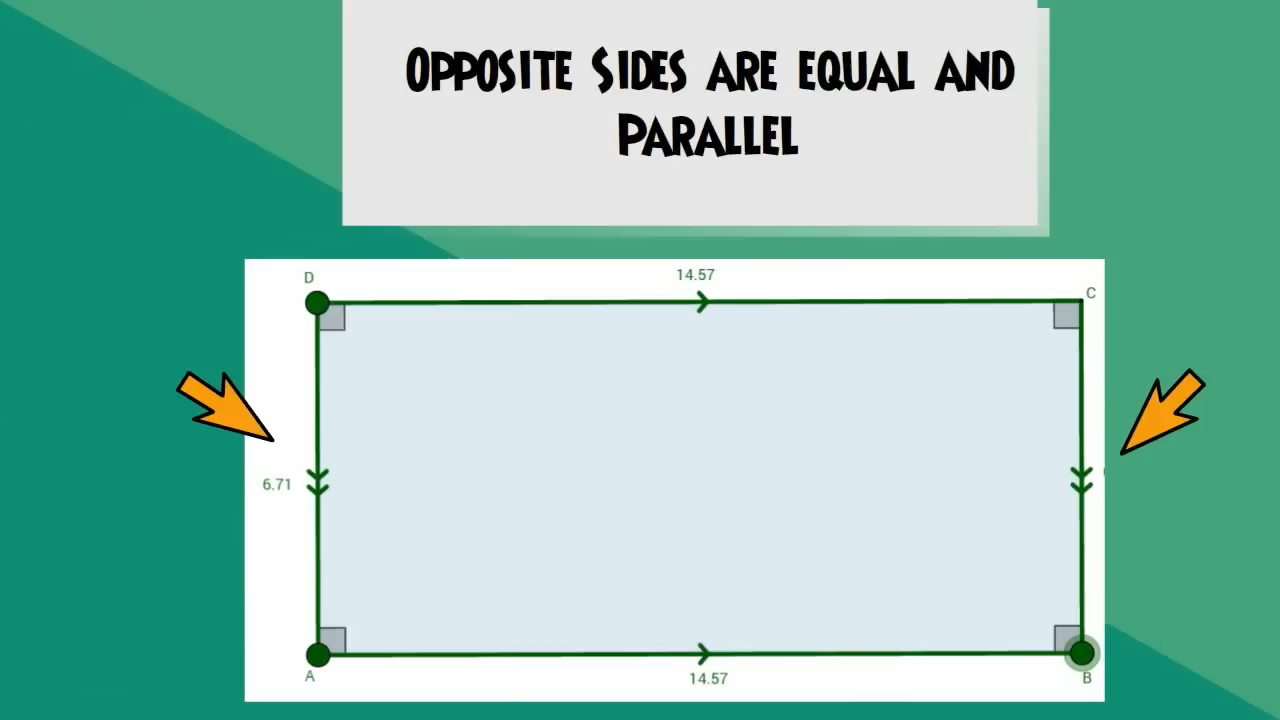 Opposite Sides are equal and
Parallel
D
14.57
C
6.71
A
14.57
B